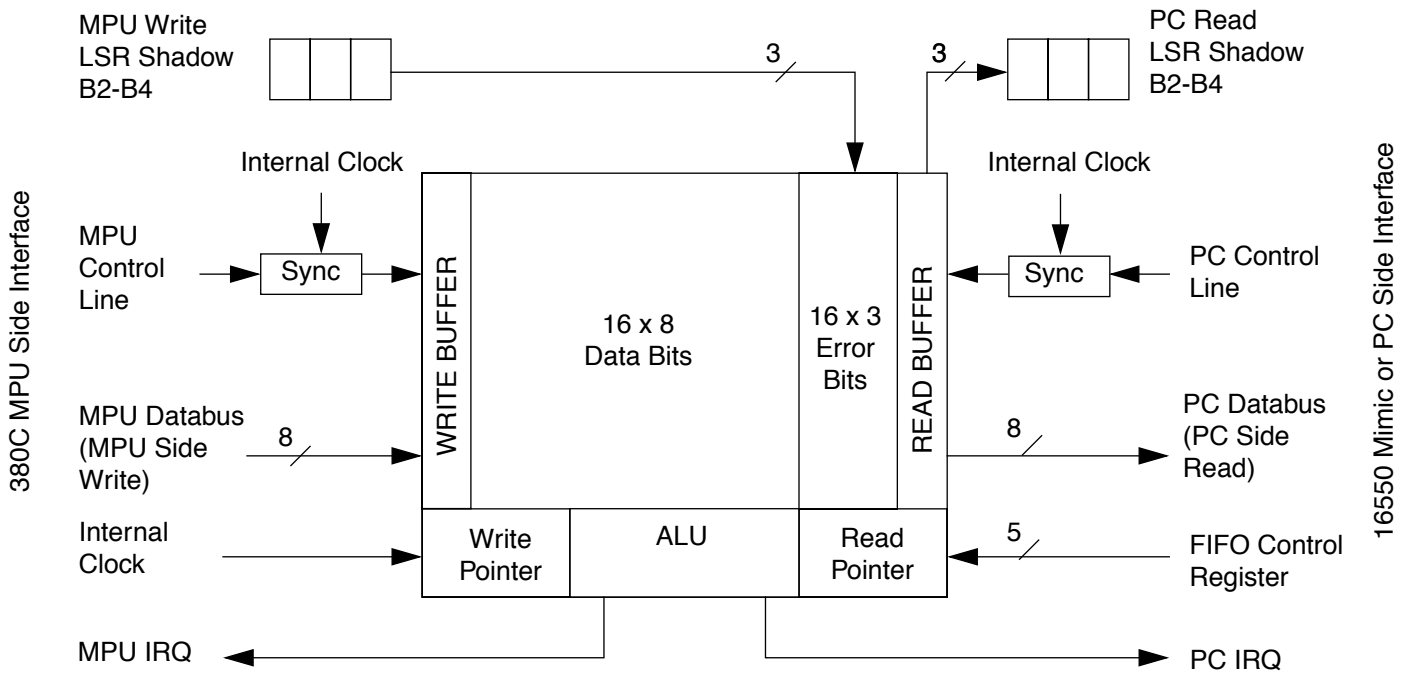 MPU Write
LSR Shadow
B2-B4
3
3
PC Read
LSR Shadow
B2-B4
Internal Clock
Internal Clock
380C MPU Side Interface
MPU
Control
Line
Sync
WRITE BUFFER
16 x 8
Data Bits
16 x 3
Error
Bits
READ BUFFER
Sync
PC Control
Line
16550 Mimic or PC Side Interface
MPU Databus
(MPU Side
Write)
8
8
PC Databus
(PC Side
Read)
Internal
Clock
Write
Pointer
ALU
Read
Pointer
5
FIFO Control
Register
MPU IRQ
PC IRQ